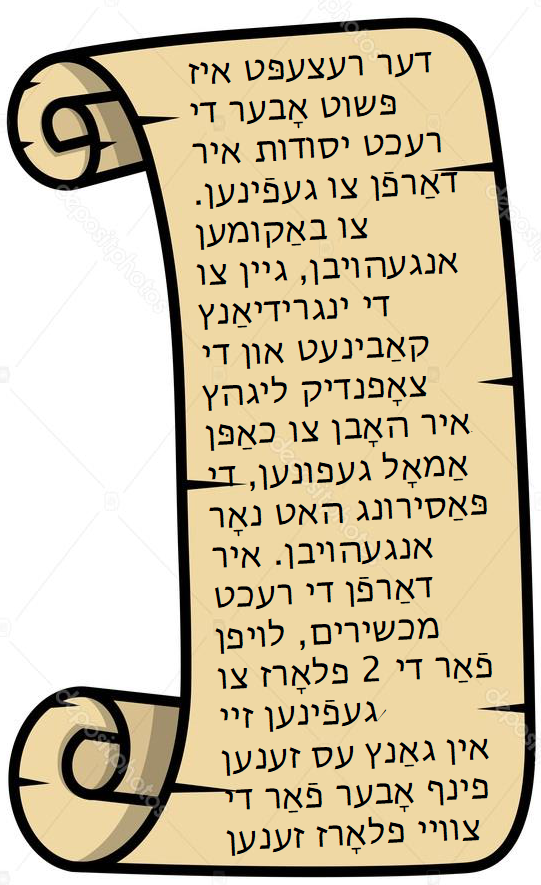 דער רעצעפּט איז
פּשוט אָבער די
רעכט יסודות איר
דאַרפֿן צו געפֿינען.
צו באַקומען
אנגעהויבן, גיין צו
די ינגרידיאַנץ
קאַבינעט און די
צאָפנדיק ליגהץ
איר האָבן צו כאַפּן
אַמאָל געפונען, די
פּאַסירונג האט נאָר
אנגעהויבן. איר
דאַרפֿן די רעכט
מכשירים, לויפן
פֿאַר די 2 פלאָרז צו
געפֿינען זיי
אין גאַנץ עס זענען
פינף אָבער פֿאַר די
צוויי פלאָרז זענען